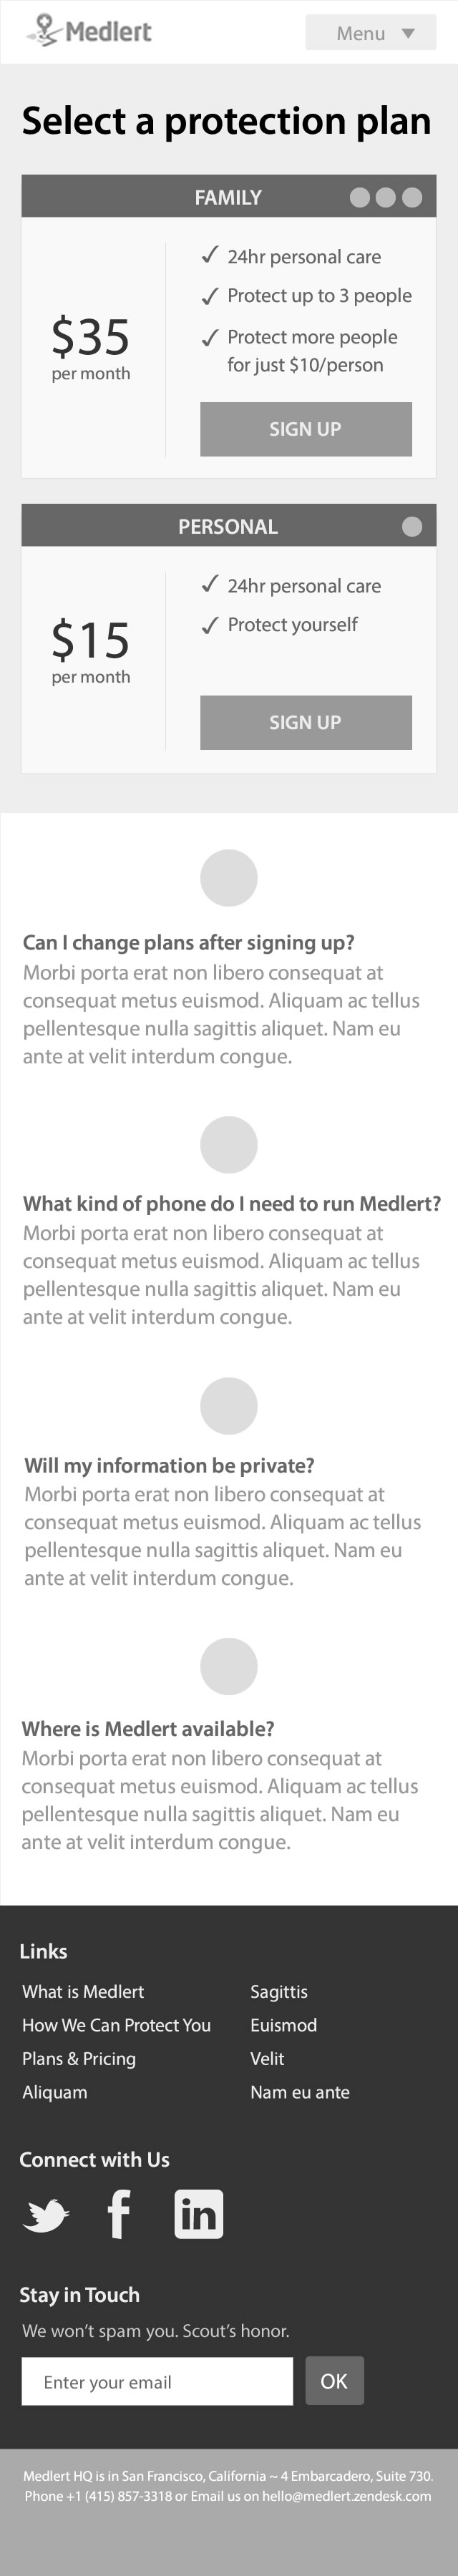 Medlert
Menu
Select a protection plan
FAMILY
$35
per month
24hr personal care
Protect up to 3 people
Protect more people
for just $10/person
SIGN UP
PERSONAL
$15
per month
24hr personal care
Protect yourself
SIGN UP
Can I change plans after signing up?
Morbi porta erat non libero consequat at
consequat metus euismod. Aliquam ac tellus
pellentesque nulla sagittis aliquet. Nam eu
ante at velit interdum congue.
What kind of phone do I need to run Medlert?
Morbi porta erat non libero consequat at
consequat metus euismod. Aliquam ac tellus
pellentesque nulla sagittis aliquet. Nam eu
ante at velit interdum congue.
Will my information be private?
Morbi porta erat non libero consequat at
consequat metus euismod. Aliquam ac tellus
pellentesque nulla sagittis aliquet. Nam eu
ante at velit interdum congue.
Where is Medlert available?
Morbi porta erat non libero consequat at
consequat metus euismod. Aliquam ac tellus
pellentesque nulla sagittis aliquet. Nam eu
ante at velit interdum congue.
Links
What is Medlert
How We Can Protect You
Plans & Pricing
Aliquam
Sagittis
Euismod
Velit
Nam eu ante
Connect with Us
f
in
Stay in Touch
We won’t spam you. Scout’s honor.
Enter your email
OK
Medlert HQ is in San Francisco, California ~ 4 Embarcadero, Suite 730.
Phone +1 (415) 857-3318 or Email us on hello@medlert.zendesk.com